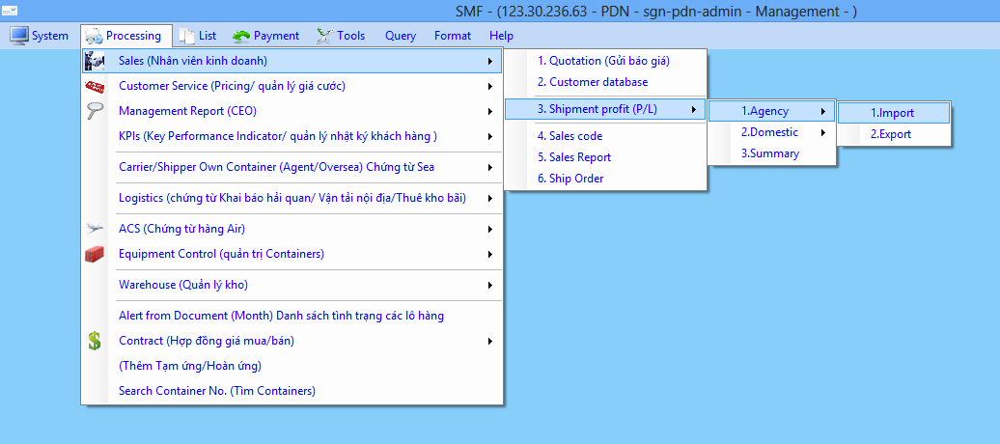 SMF - (123.30.236.63 - PDN - sgn-pdn-admin - Management - )
System Processing List Payment Tools Query Format Help
Sales (Nhân viên kinh doanh)
Customer Service (Pricing/ quản lý giá cước)
Management Report (CEO)
KPIs (Key Performance Indicator/ quản lý nhật ký khách hàng )
Carrier/Shipper Own Container (Agent/Oversea) Chứng từ Sea
Logistics (chứng từ Khai báo hải quan/ Vận tải nội địa/Thuê kho bãi)
ACS (Chứng từ hàng Air)
Equipment Control (quản trị Containers)
Warehouse (Quản lý kho)
Alert from Document (Month) Danh sách tình trạng các lô hàng
Contract (Hợp đồng giá mua/bán)
(Thêm Tạm ứng/Hoàn ứng)
Search Container No. (Tìm Containers)
1. Quotation (Gửi báo giá)
2. Customer database
3. Shipment profit (P/L)
4. Sales code
5. Sales Report
6. Ship Order
1.Agency
2.Domestic
3.Summary
1.Import
2.Export